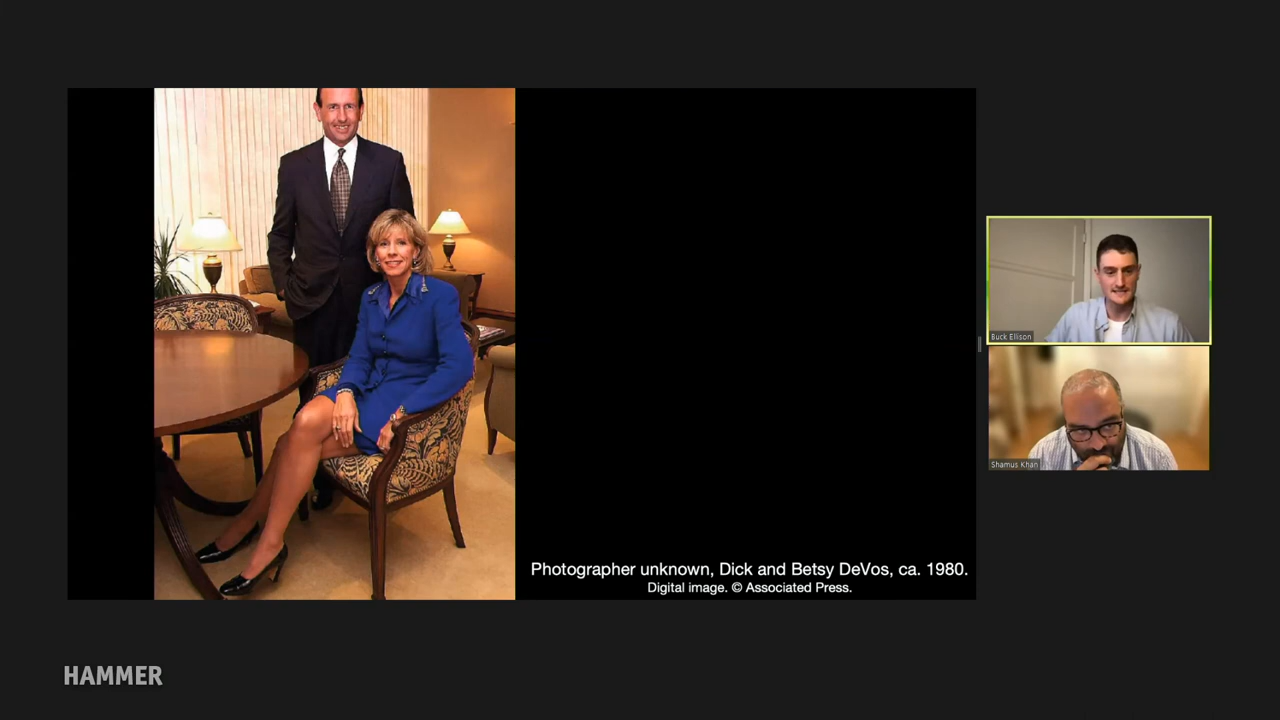 Photographer unknown, Dick and Betsy DeVos, ca. 1980.
Digital image. © Associated Press.
Buck Ellison
Shamus Khan
HAMMER